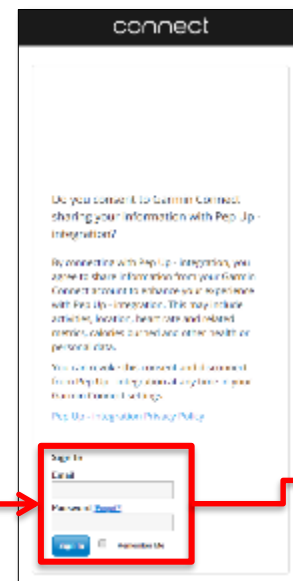 connect
Do you consent to Garmin Connect
sharing your information with Pep Up -
integration?
By connecting with Pep Up - integration, you
agree to share information from your Garmin
Connect account to enhance your experience
with Pep Up - integration. This may include
activities, location, heart rate and related
metrics, calories burned and other health or
personal data.
You can revoke this consent and disconnect
from Pep Up - integration at any time in your
Garmin Connect settings.
Pep Up - integration Privacy Policy
Sign In
Email
Password (Forgot?)
Sign In Remember Me